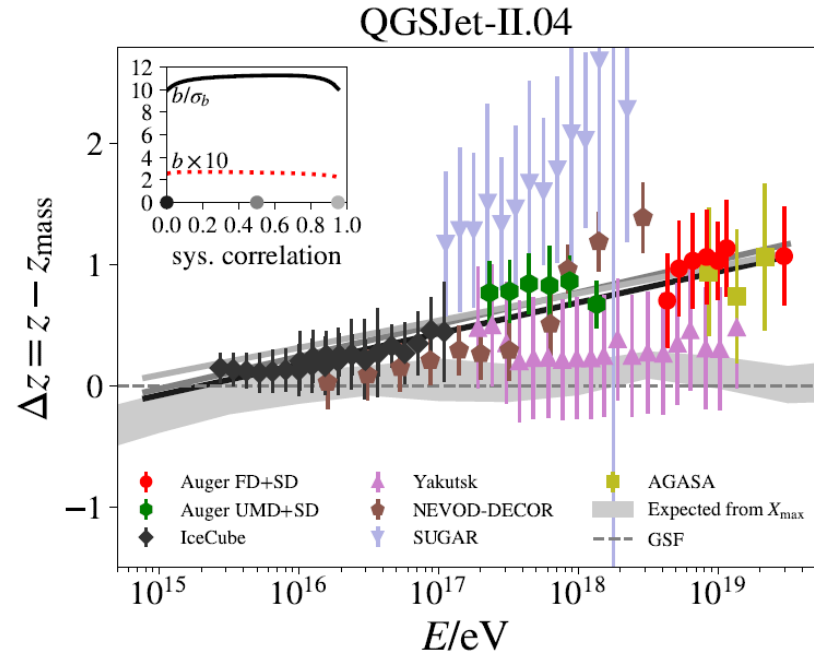 QGSJet-II.04
Δz = z − z_mass
2
1
0
−1
12
10
8
6
4
2
0
b/σ_b
b × 10
0.0 0.2 0.4 0.6 0.8 1.0
sys. correlation
Auger FD+SD
Auger UMD+SD
IceCube
Yakutsk
NEVOD-DECOR
SUGAR
AGASA
Expected from X_max
GSF
10^15 10^16 10^17 10^18 10^19
E/eV